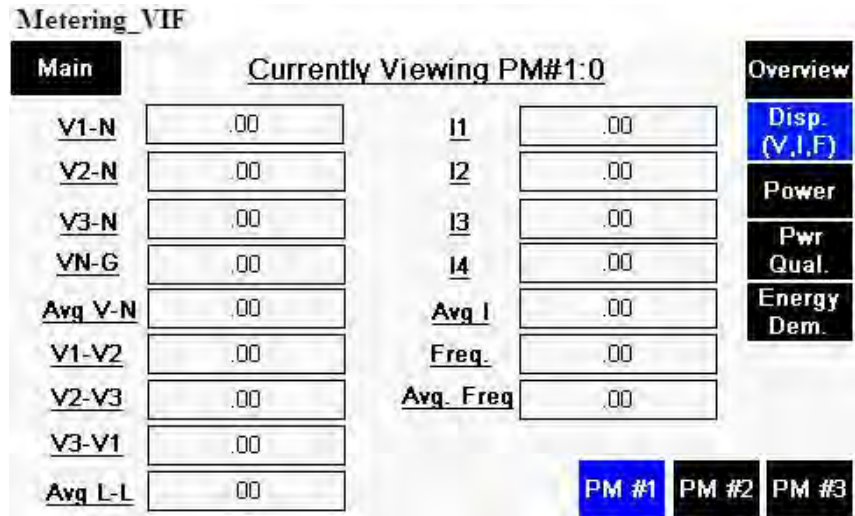 Metering_VIF
Main
Currently Viewing PM#1:0
Overview
V1-N .00
I1 .00
Disp.
(V,I,F)
V2-N .00
I2 .00
Power
V3-N .00
I3 .00
Pwr
Qual.
VN-G .00
I4 .00
Energy
Dem.
Avg V-N .00
Avg I .00
V1-V2 .00
Freq. .00
V2-V3 .00
Avg. Freq .00
V3-V1 .00
Avg L-L .00
PM #1 PM #2 PM #3